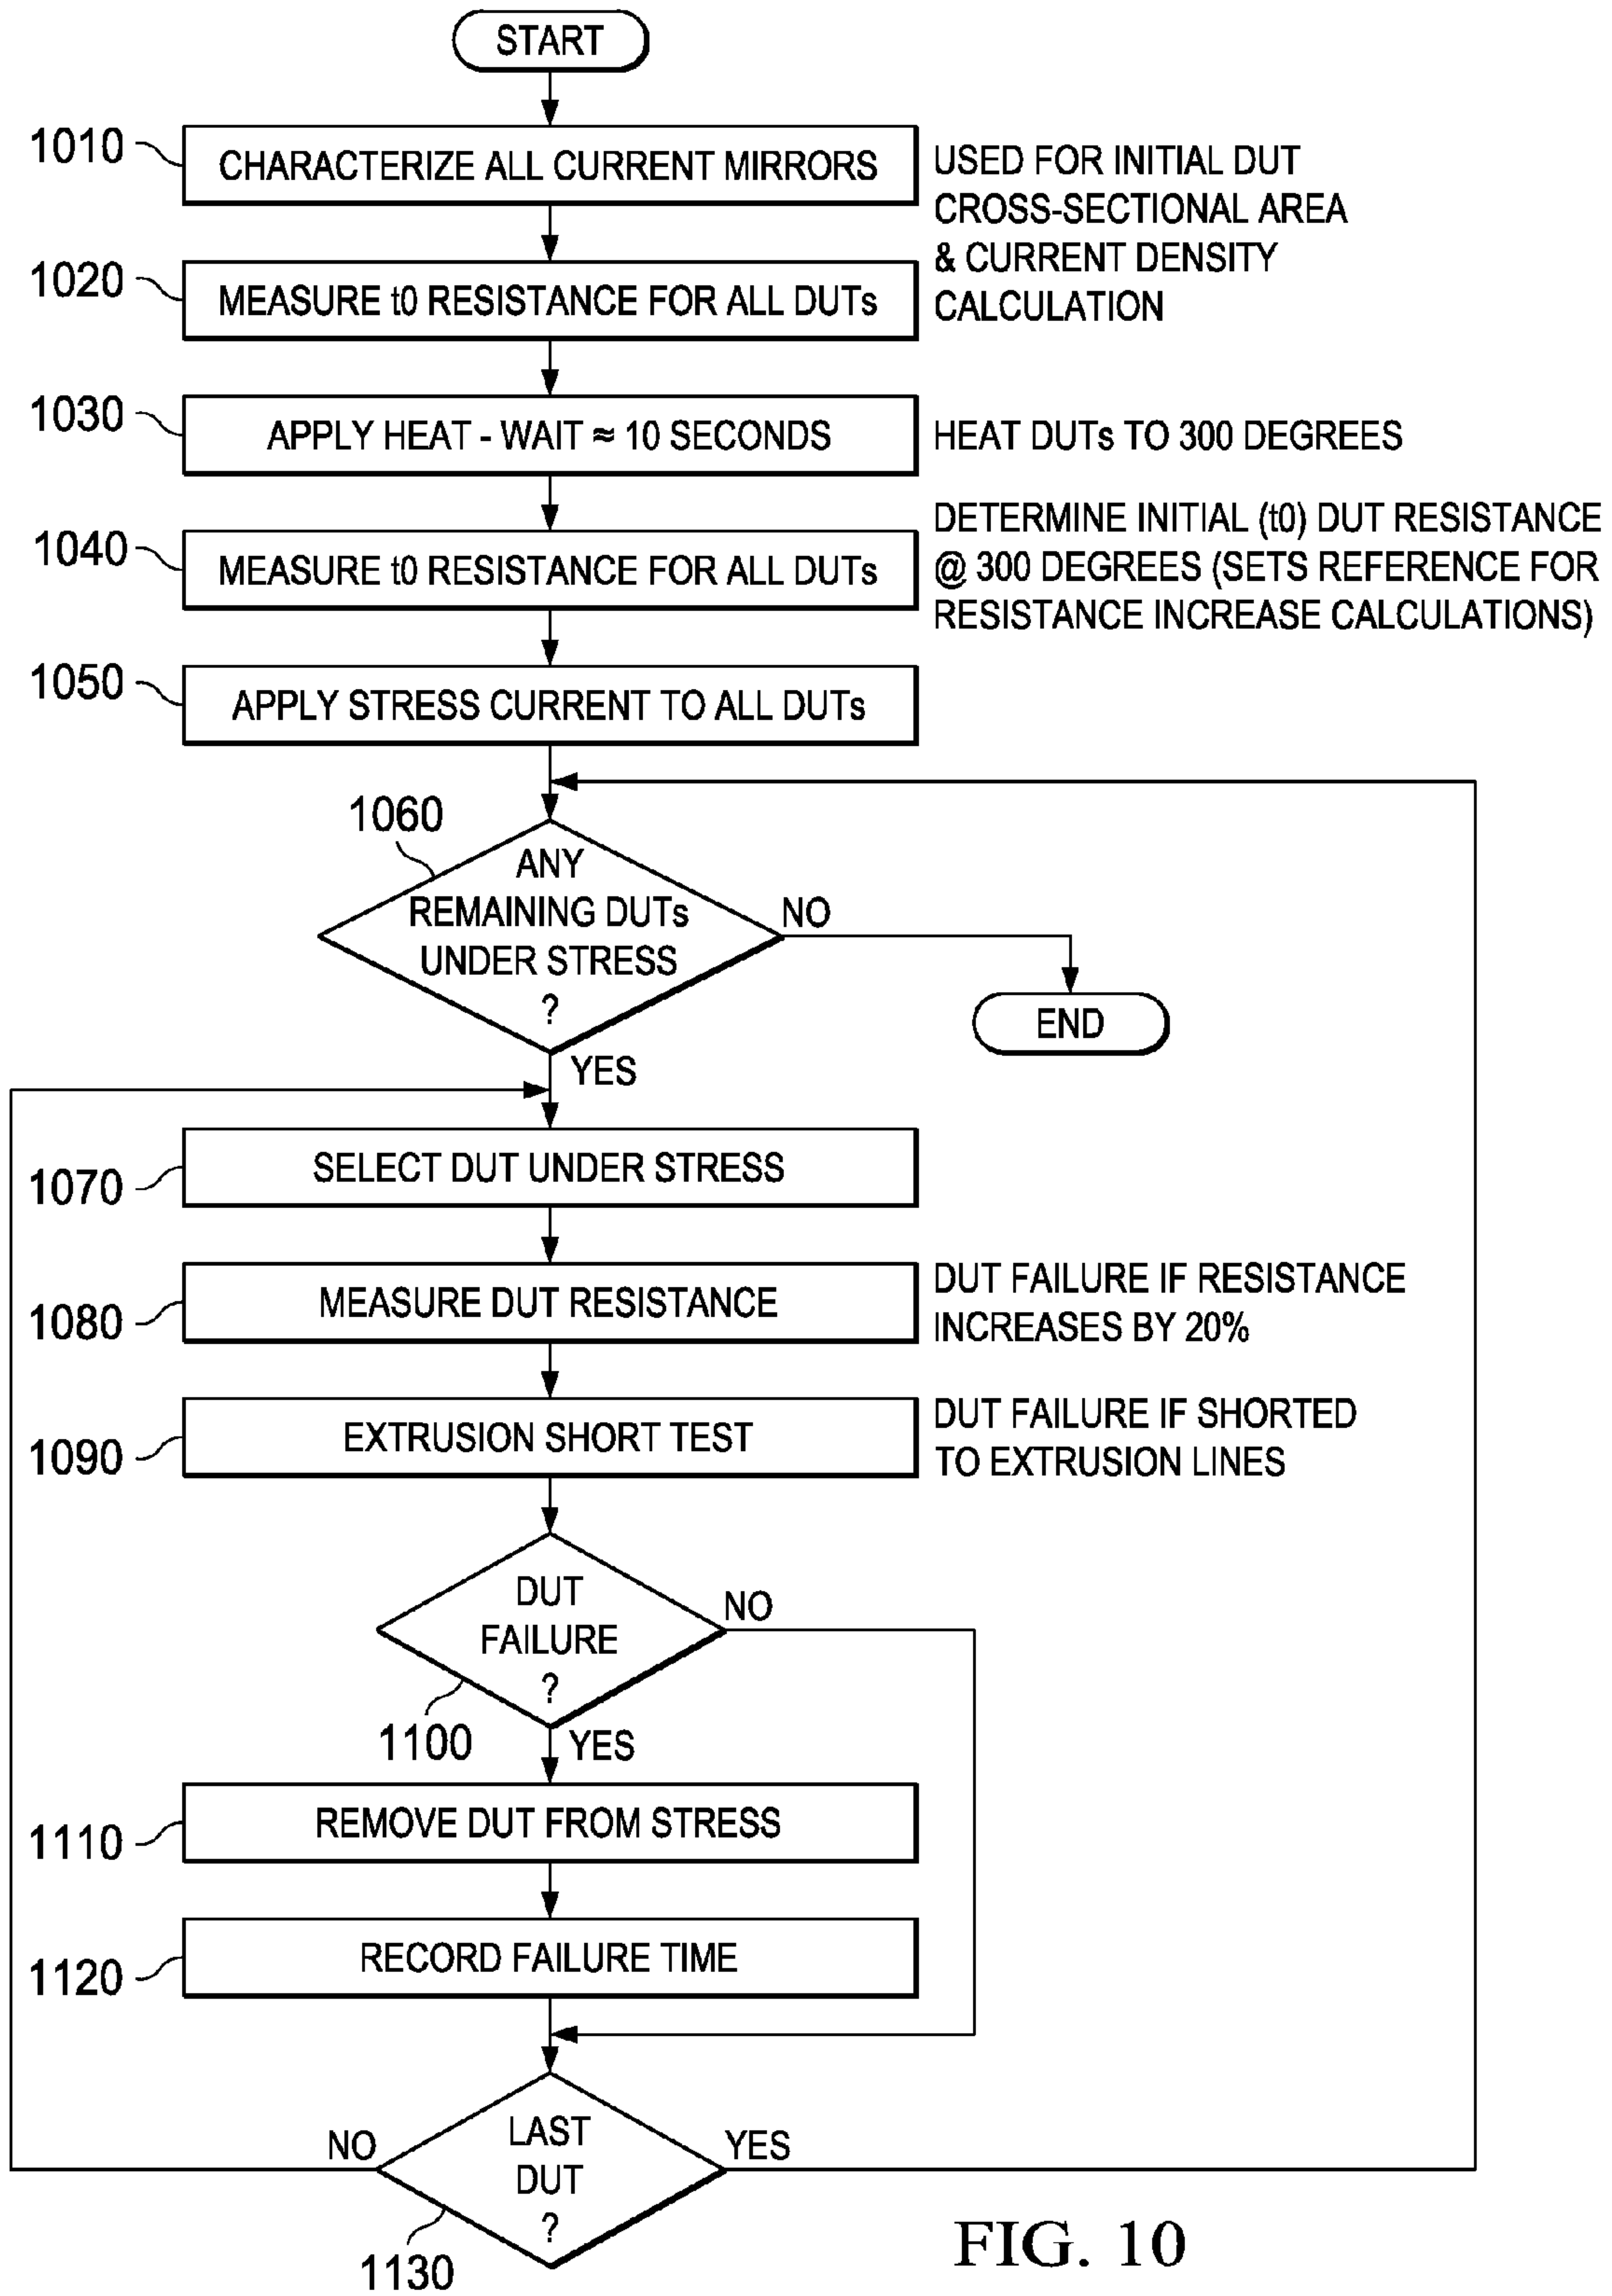 START
1010
CHARACTERIZE ALL CURRENT MIRRORS
USED FOR INITIAL DUT
CROSS-SECTIONAL AREA
& CURRENT DENSITY
CALCULATION
1020
MEASURE t0 RESISTANCE FOR ALL DUTs
1030
APPLY HEAT - WAIT ≈ 10 SECONDS
HEAT DUTs TO 300 DEGREES
1040
MEASURE t0 RESISTANCE FOR ALL DUTs
DETERMINE INITIAL (t0) DUT RESISTANCE
@ 300 DEGREES (SETS REFERENCE FOR
RESISTANCE INCREASE CALCULATIONS)
1050
APPLY STRESS CURRENT TO ALL DUTs
1060
ANY
REMAINING DUTs
UNDER STRESS
?
NO
END
YES
1070
SELECT DUT UNDER STRESS
1080
MEASURE DUT RESISTANCE
DUT FAILURE IF RESISTANCE
INCREASES BY 20%
1090
EXTRUSION SHORT TEST
DUT FAILURE IF SHORTED
TO EXTRUSION LINES
DUT
FAILURE
?
NO
1100
YES
1110
REMOVE DUT FROM STRESS
1120
RECORD FAILURE TIME
NO
LAST
DUT
?
YES
1130
FIG. 10